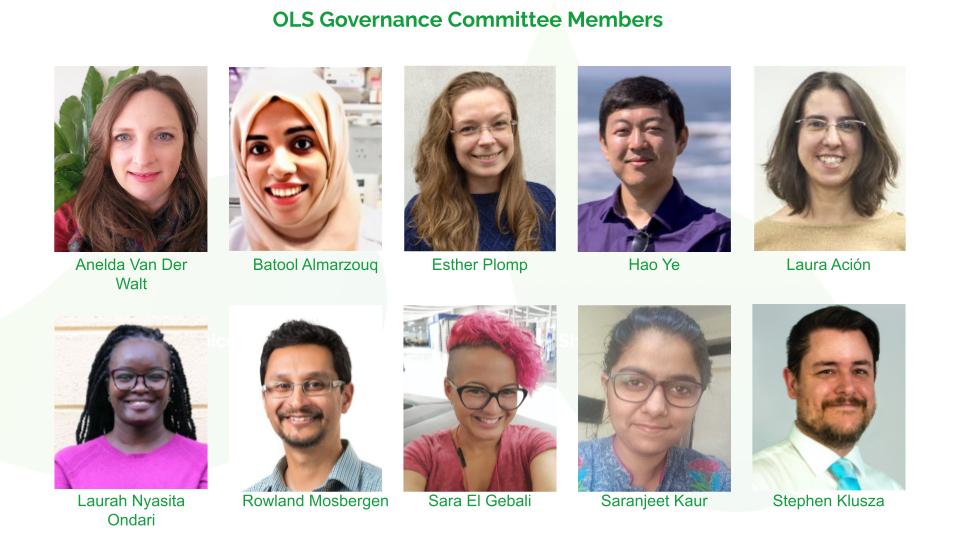 OLS Governance Committee Members
Anelda Van Der
Walt
Batool Almarzouq
Esther Plomp
Hao Ye
Laura Ación
Laurah Nyasita
Ondari
Rowland Mosbergen
Sara El Gebali
Saranjeet Kaur
Stephen Klusza